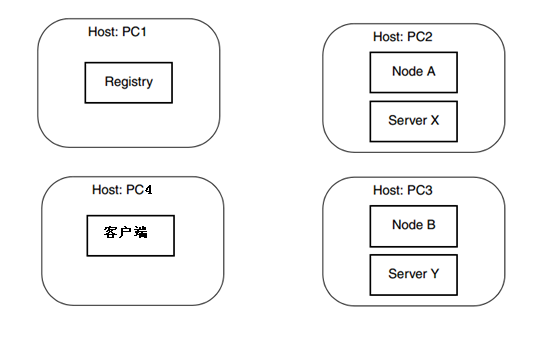 Host: PC1
Registry
Host: PC2
Node A
Server X
Host: PC4
客户端
Host: PC3
Node B
Server Y